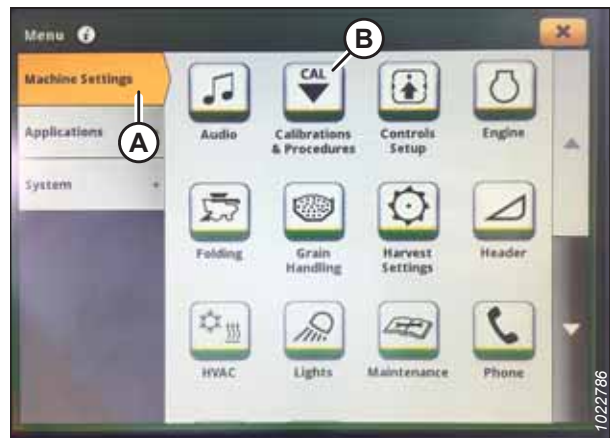 Menu i
B
Machine Settings
A
Applications
System +
CAL
Audio
Calibrations
& Procedures
Controls
Setup
Engine
Folding
Grain
Handling
Harvest
Settings
Header
HVAC
Lights
Maintenance
Phone
1022786